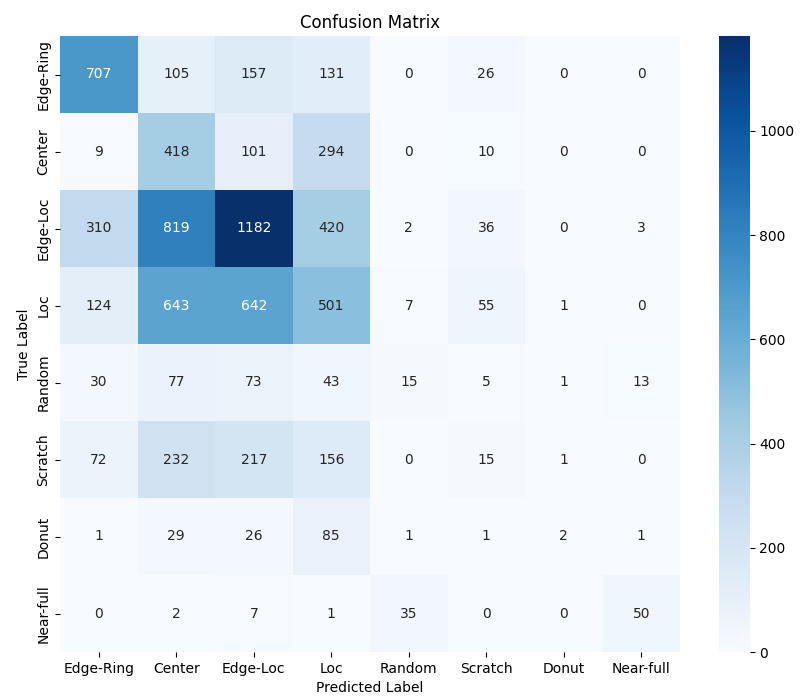 Confusion Matrix
True Label
Edge-Ring 707 105 157 131 0 26 0 0
Center 9 418 101 294 0 10 0 0
Edge-Loc 310 819 1182 420 2 36 0 3
Loc 124 643 642 501 7 55 1 0
Random 30 77 73 43 15 5 1 13
Scratch 72 232 217 156 0 15 1 0
Donut 1 29 26 85 1 1 2 1
Near-full 0 2 7 1 35 0 0 50
Edge-Ring Center Edge-Loc Loc Random Scratch Donut Near-full
Predicted Label
1000
800
600
400
200
0